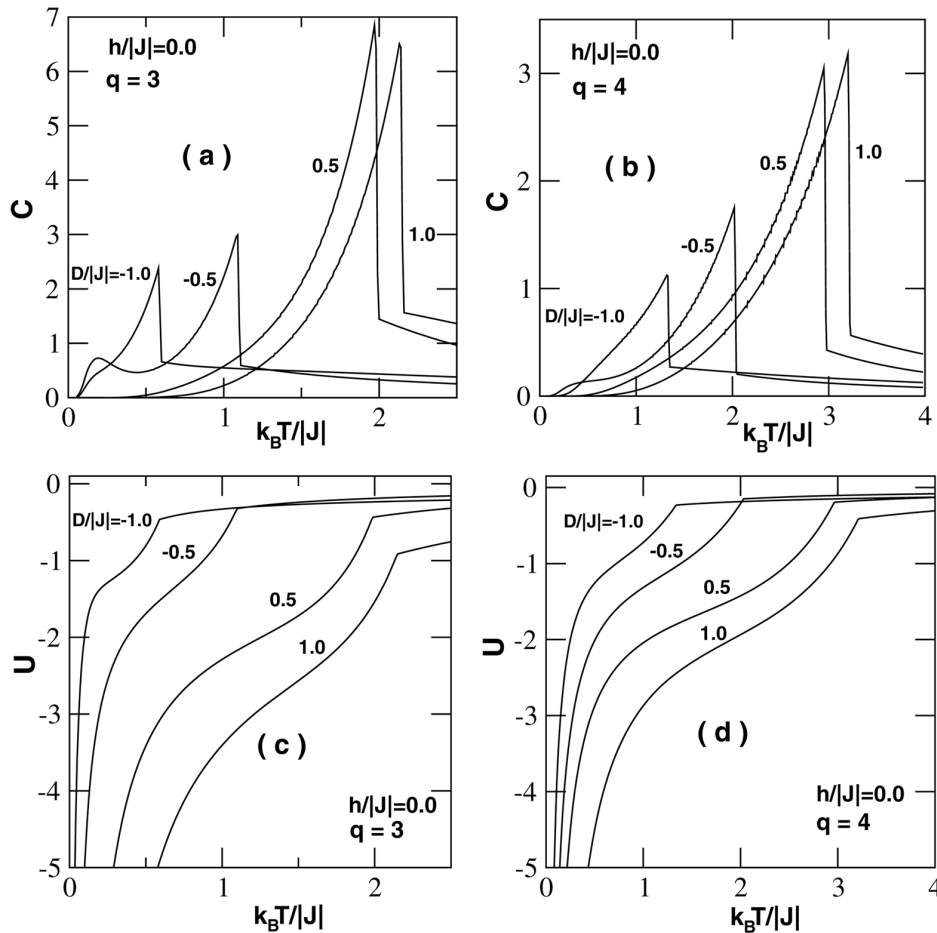 7
6
5
4
3
2
1
0
C
h/|J|=0.0
q = 3
( a )
0.5
1.0
D/|J|=-1.0
-0.5
0
1
2
k_BT/|J|
3
2
1
0
C
h/|J|=0.0
q = 4
( b )
0.5
1.0
-0.5
D/|J|=-1.0
0
1
2
3
4
k_BT/|J|
0
-1
-2
-3
-4
-5
U
D/|J|=-1.0
-0.5
0.5
1.0
( c )
h/|J|=0.0
q = 3
0
1
2
k_BT/|J|
0
-1
-2
-3
-4
-5
U
D/|J|=-1.0
-0.5
0.5
1.0
( d )
h/|J|=0.0
q = 4
0
1
2
3
4
k_BT/|J|